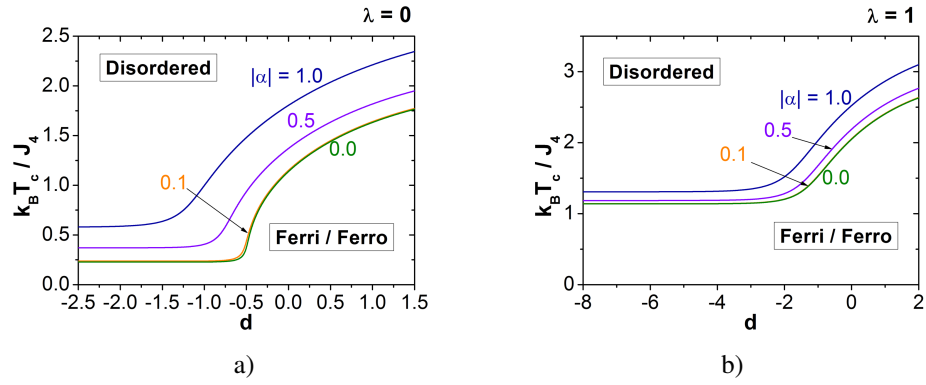 λ = 0
Disordered
|α| = 1.0
0.5
0.1
0.0
Ferri / Ferro
k_B T_c / J_4
2.5
2.0
1.5
1.0
0.5
0.0
-2.5 -2.0 -1.5 -1.0 -0.5 0.0 0.5 1.0 1.5
d
a)
λ = 1
Disordered
|α| = 1.0
0.5
0.1
0.0
Ferri / Ferro
k_B T_c / J_4
3
2
1
0
-8 -6 -4 -2 0 2
d
b)